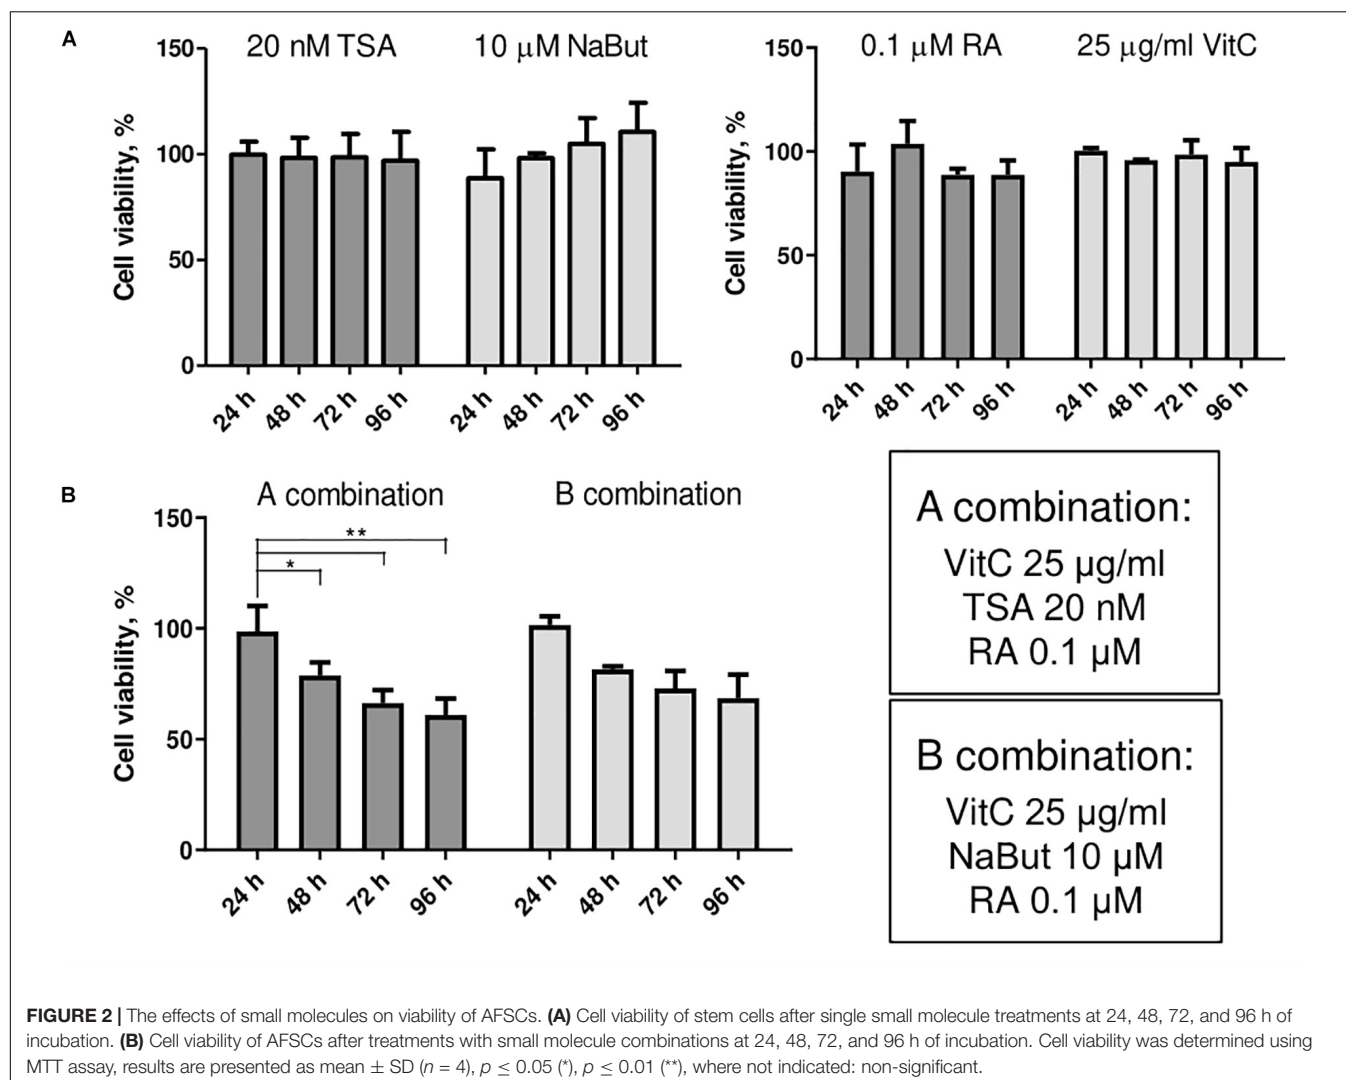 A
20 nM TSA
10 μM NaBut
Cell viability, %
150
100
50
0
24 h
48 h
72 h
96 h
24 h
48 h
72 h
96 h
0.1 μM RA
25 μg/ml VitC
Cell viability, %
150
100
50
0
24 h
48 h
72 h
96 h
24 h
48 h
72 h
96 h
B
A combination
B combination
Cell viability, %
150
100
50
0
**
*
24 h
48 h
72 h
96 h
24 h
48 h
72 h
96 h
A combination:
VitC 25 µg/ml
TSA 20 nM
RA 0.1 µM
B combination:
VitC 25 µg/ml
NaBut 10 µM
RA 0.1 µM
FIGURE 2 | The effects of small molecules on viability of AFSCs. (A) Cell viability of stem cells after single small molecule treatments at 24, 48, 72, and 96 h of
incubation. (B) Cell viability of AFSCs after treatments with small molecule combinations at 24, 48, 72, and 96 h of incubation. Cell viability was determined using
MTT assay, results are presented as mean ± SD (n = 4), p ≤ 0.05 (*), p ≤ 0.01 (**), where not indicated: non-significant.